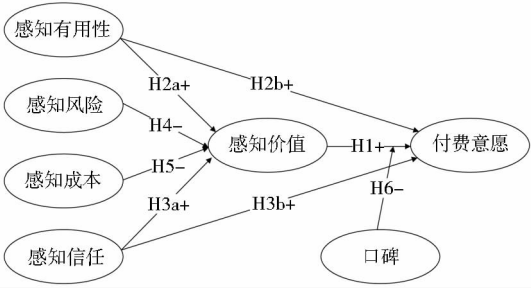 感知有用性
H2a+
H2b+
感知风险
H4−
感知价值
H1+
付费意愿
感知成本
H5−
H6−
H3a+
H3b+
感知信任
口碑